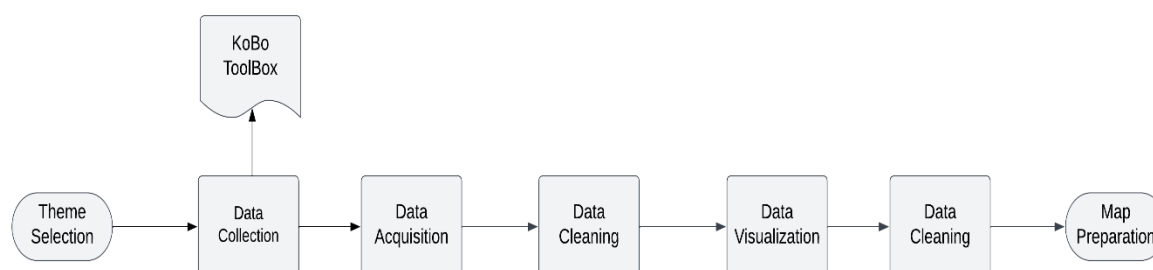 KoBo
ToolBox
Theme
Selection
Data
Collection
Data
Acquisition
Data
Cleaning
Data
Visualization
Data
Cleaning
Map
Preparation